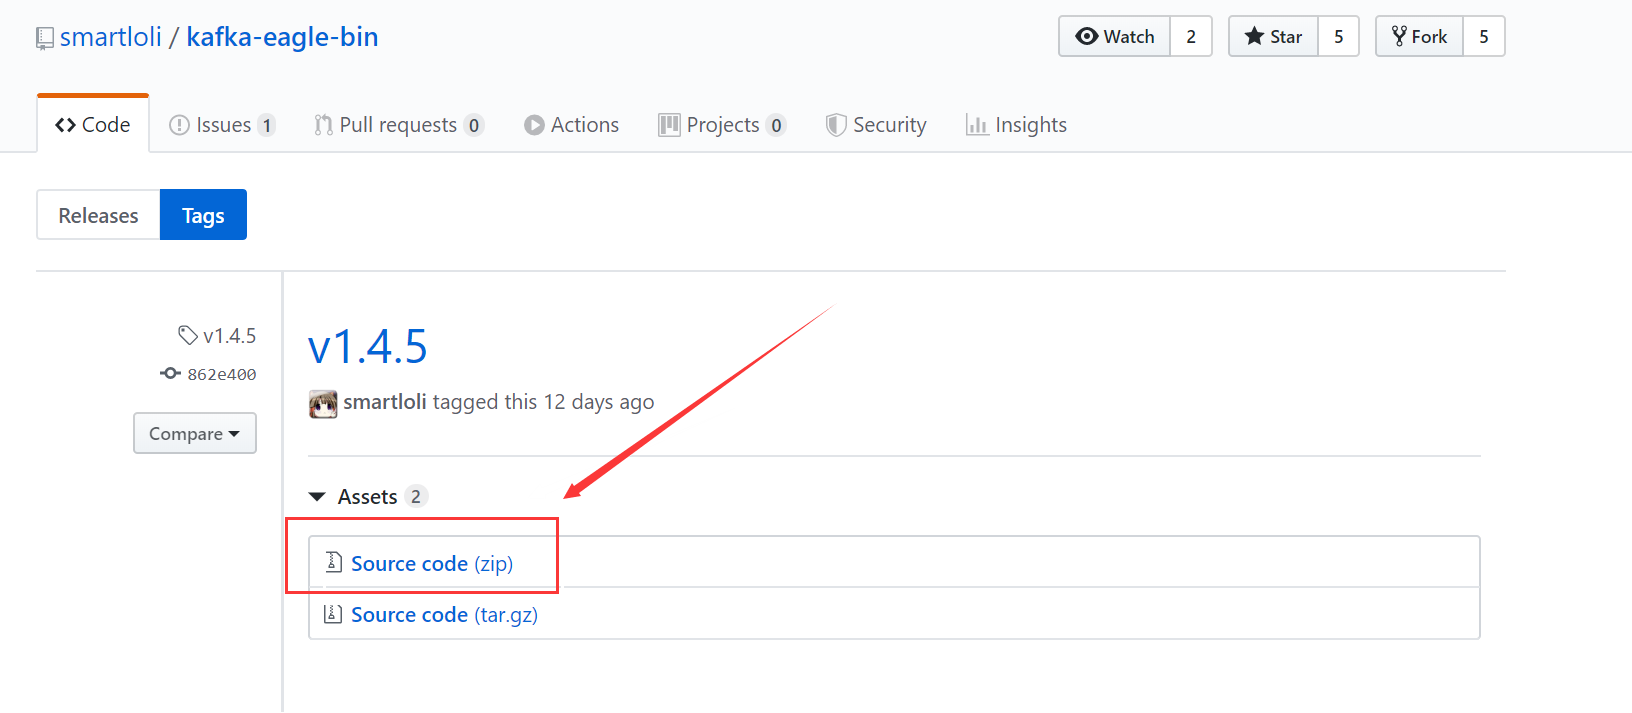 smartloli / kafka-eagle-bin
Watch 2 Star 5 Fork 5
Code Issues 1 Pull requests 0 Actions Projects 0 Security Insights
Releases Tags
v1.4.5
862e400
Compare
v1.4.5
smartloli tagged this 12 days ago
Assets 2
Source code (zip)
Source code (tar.gz)